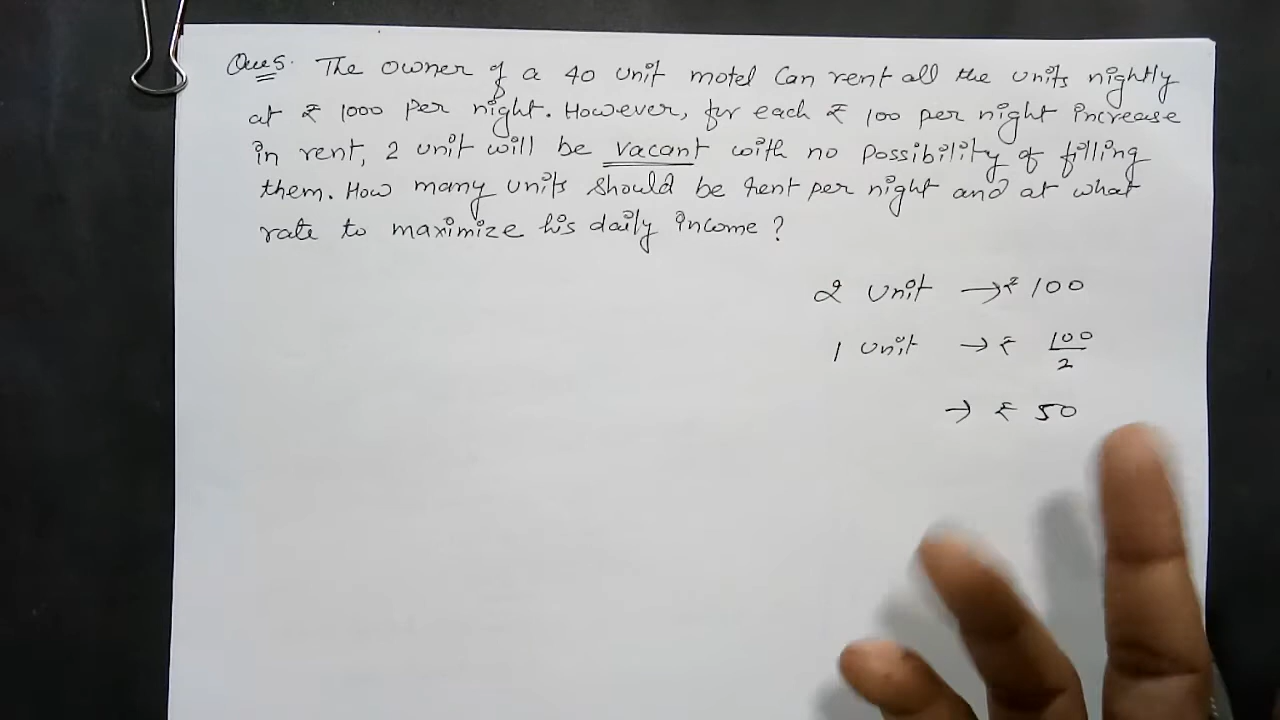 Que 5. The owner of a 40 unit motel can rent all the units nightly
at ₹ 1000 per night. However, for each ₹ 100 per night increase
in rent, 2 unit will be vacant with no possibility of filling
them. How many units should be rent per night and at what
rate to maximize his daily income?
2 unit → ₹ 100
1 unit → ₹ 100/2
→ ₹ 50